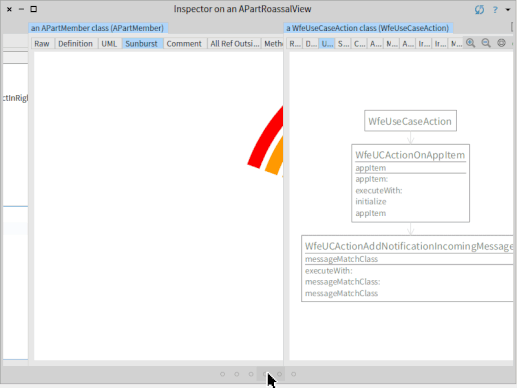 Inspector on an APartRoassalView
?
an APartMember class (APartMember)
a WfeUseCaseAction class (WfeUseCaseAction)
Raw Definition UML Sunburst Comment All Ref Outsi... Meth
R... D... U... S... C... A... M... A... Ir... Ir... M...
ctInRigh
WfeUseCaseAction
WfeUCActionOnAppItem
appItem
appItem:
executeWith:
initialize
appItem
WfeUCActionAddNotificationIncomingMessage
messageMatchClass
executeWith:
messageMatchClass:
messageMatchClass